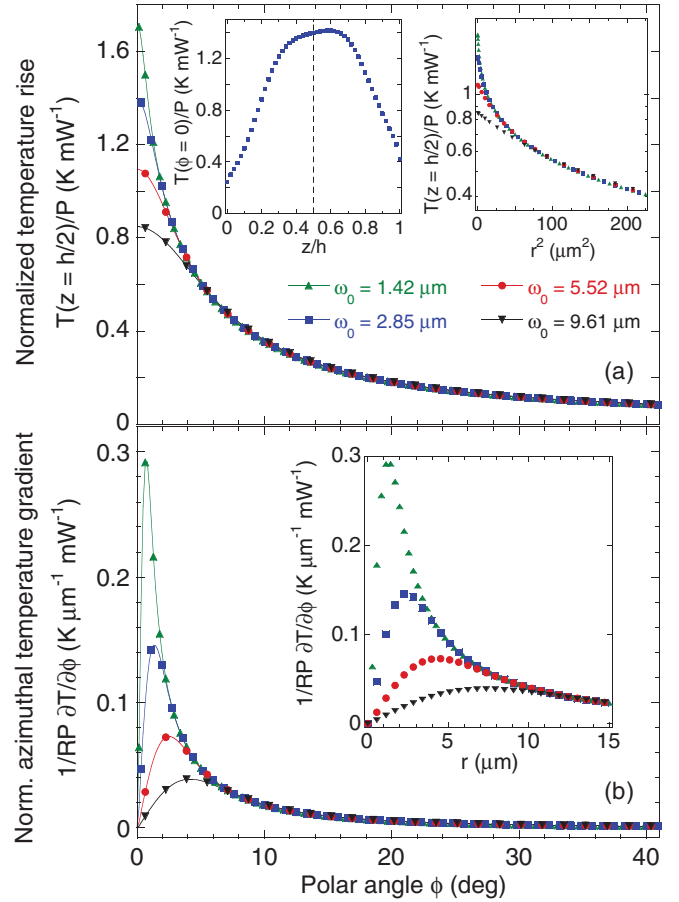 1.6
1.2
0.8
0.4
0
Normalized temperature rise
T(z = h/2)/P (K mW⁻¹)
1.4
1.0
0.6
0.4
0
0.2
0.4
0.6
0.8
1
z/h
T(ϕ = 0)/P (K mW⁻¹)
1
0.8
0.6
0.4
0
100
200
r² (μm²)
T(z = h/2)/P (K mW⁻¹)
ω₀ = 1.42 μm
ω₀ = 5.52 μm
ω₀ = 2.85 μm
ω₀ = 9.61 μm
(a)
0.3
0.2
0.1
0
Norm. azimuthal temperature gradient
1/RP ∂T/∂ϕ (K μm⁻¹ mW⁻¹)
0.3
0.2
0.1
0
0
5
10
15
r (μm)
1/RP ∂T/∂ϕ (K μm⁻¹ mW⁻¹)
(b)
0
10
20
30
40
Polar angle ϕ (deg)